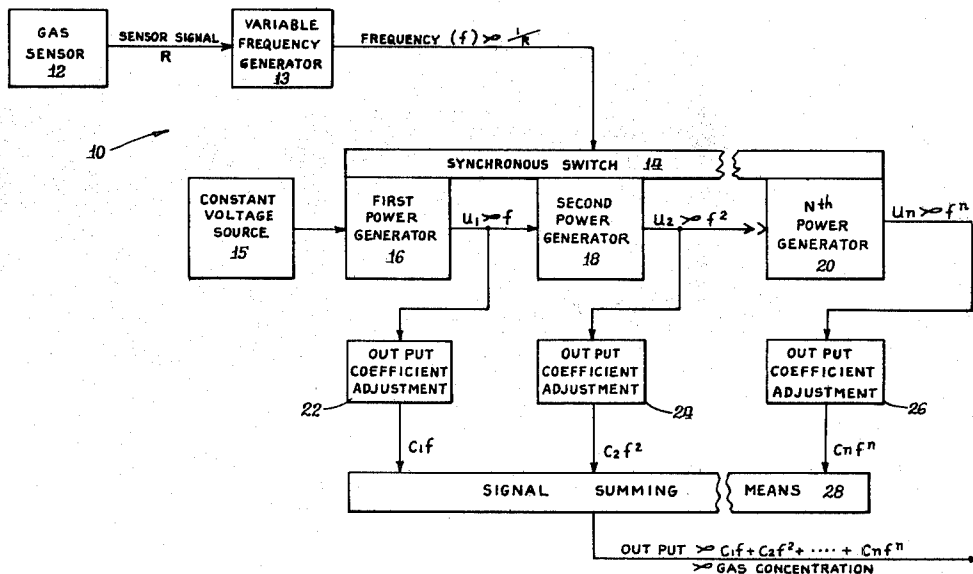 GAS
SENSOR
12
SENSOR SIGNAL
R
VARIABLE
FREQUENCY
GENERATOR
13
FREQUENCY (f) ∝ 1/R
10
SYNCHRONOUS SWITCH 14
CONSTANT
VOLTAGE
SOURCE
15
FIRST
POWER
GENERATOR
16
u₁ ∝ f
SECOND
POWER
GENERATOR
18
u₂ ∝ f²
Nth
POWER
GENERATOR
20
un ∝ fⁿ
OUT PUT
COEFFICIENT
ADJUSTMENT
22
OUT PUT
COEFFICIENT
ADJUSTMENT
24
OUT PUT
COEFFICIENT
ADJUSTMENT
26
C₁f
C₂f²
Cnfⁿ
SIGNAL SUMMING MEANS 28
OUT PUT ∝ C₁f + C₂f² + ····· + Cnfⁿ
∝ GAS CONCENTRATION